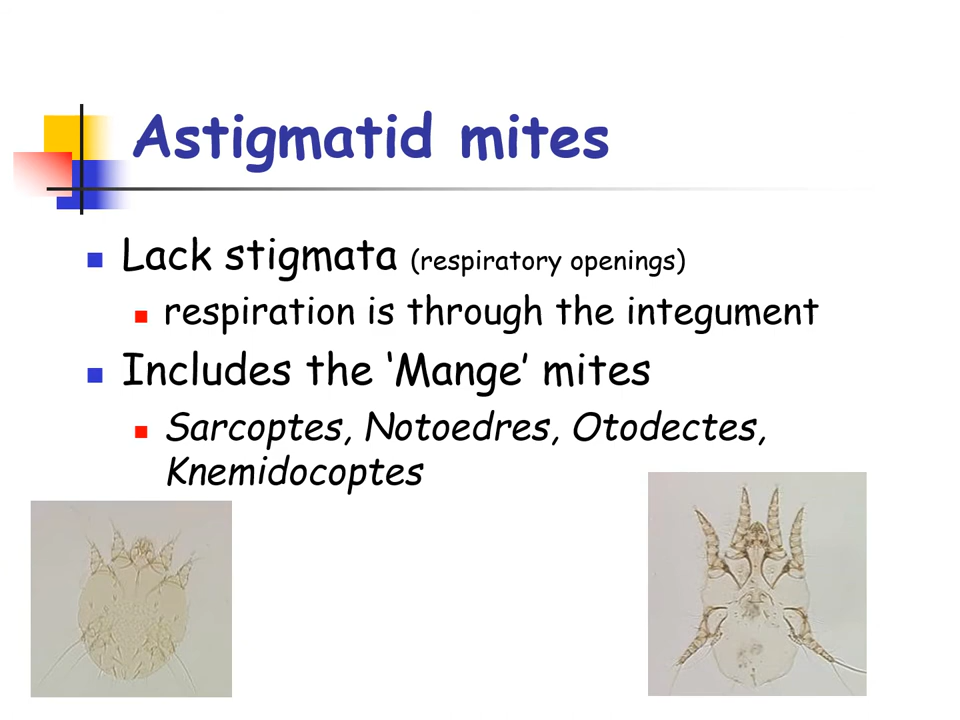 Astigmatid mites
Lack stigmata (respiratory openings)
respiration is through the integument
Includes the ‘Mange’ mites
Sarcoptes, Notoedres, Otodectes,
Knemidocoptes